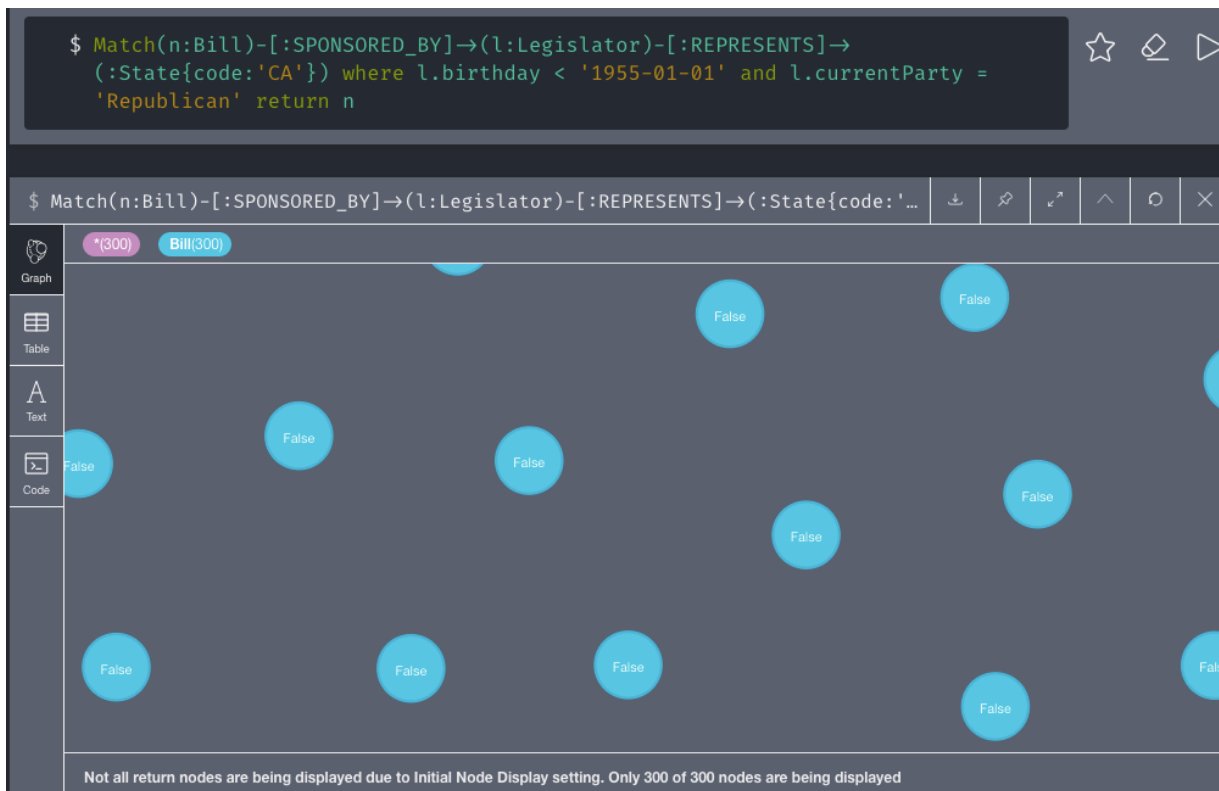 $ Match(n:Bill)-[:SPONSORED_BY]→(l:Legislator)-[:REPRESENTS]→
(:State{code:'CA'}) where l.birthday < '1955-01-01' and l.currentParty =
'Republican' return n
$ Match(n:Bill)-[:SPONSORED_BY]→(l:Legislator)-[:REPRESENTS]→(:State{code:'…
*(300) Bill(300)
Graph
Table
Text
Code
False
False
False
False
False
False
False
False
False
False
False
False
Not all return nodes are being displayed due to Initial Node Display setting. Only 300 of 300 nodes are being displayed